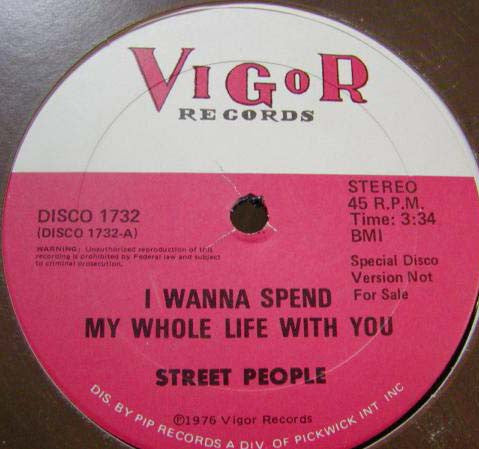 VIGOR
RECORDS
DISCO 1732
(DISCO 1732-A)
WARNING: Unauthorized reproduction of this
recording is prohibited by Federal law and subject
to criminal prosecution.
STEREO
45 R.P.M.
Time: 3:34
BMI
Special Disco
Version Not
For Sale
I WANNA SPEND
MY WHOLE LIFE WITH YOU
STREET PEOPLE
℗1976 Vigor Records
DIS. BY PIP RECORDS A DIV. OF PICKWICK INT. INC